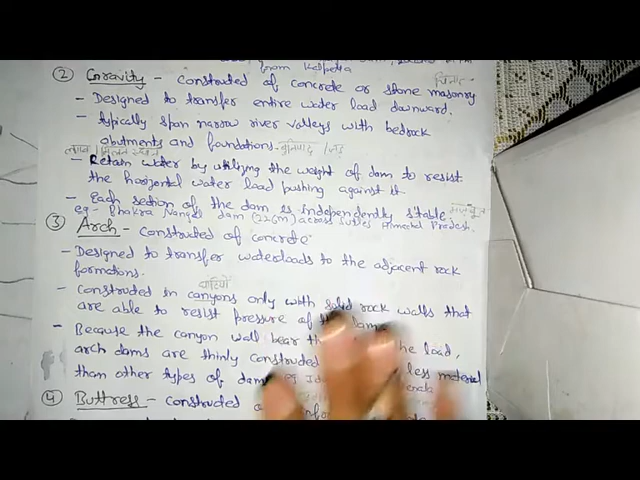 from Kalpetta
② Gravity - constructed of concrete or stone masonry
- Designed to transfer entire water load downward.
- typically span narrow river valleys with bedrock
abutments and foundations. बुनियाद / जड़
- Retain water by utilizing the weight of dam to resist
the horizontal water load pushing against it.
- Each section of the dam is independently stable. मजबूत
eg - Bhakra Nangal dam (226m) across Himachal Pradesh.
③ Arch - constructed of concrete
- Designed to transfer waterloads to the adjacent rock
formations.
घाटियों
- Constructed in canyons only with solid rock walls that
are able to resist pressure of the dam
- Because the canyon wall bear the load,
arch dams are thinly constructed less material
than other types of dam
④ Buttress - constructed